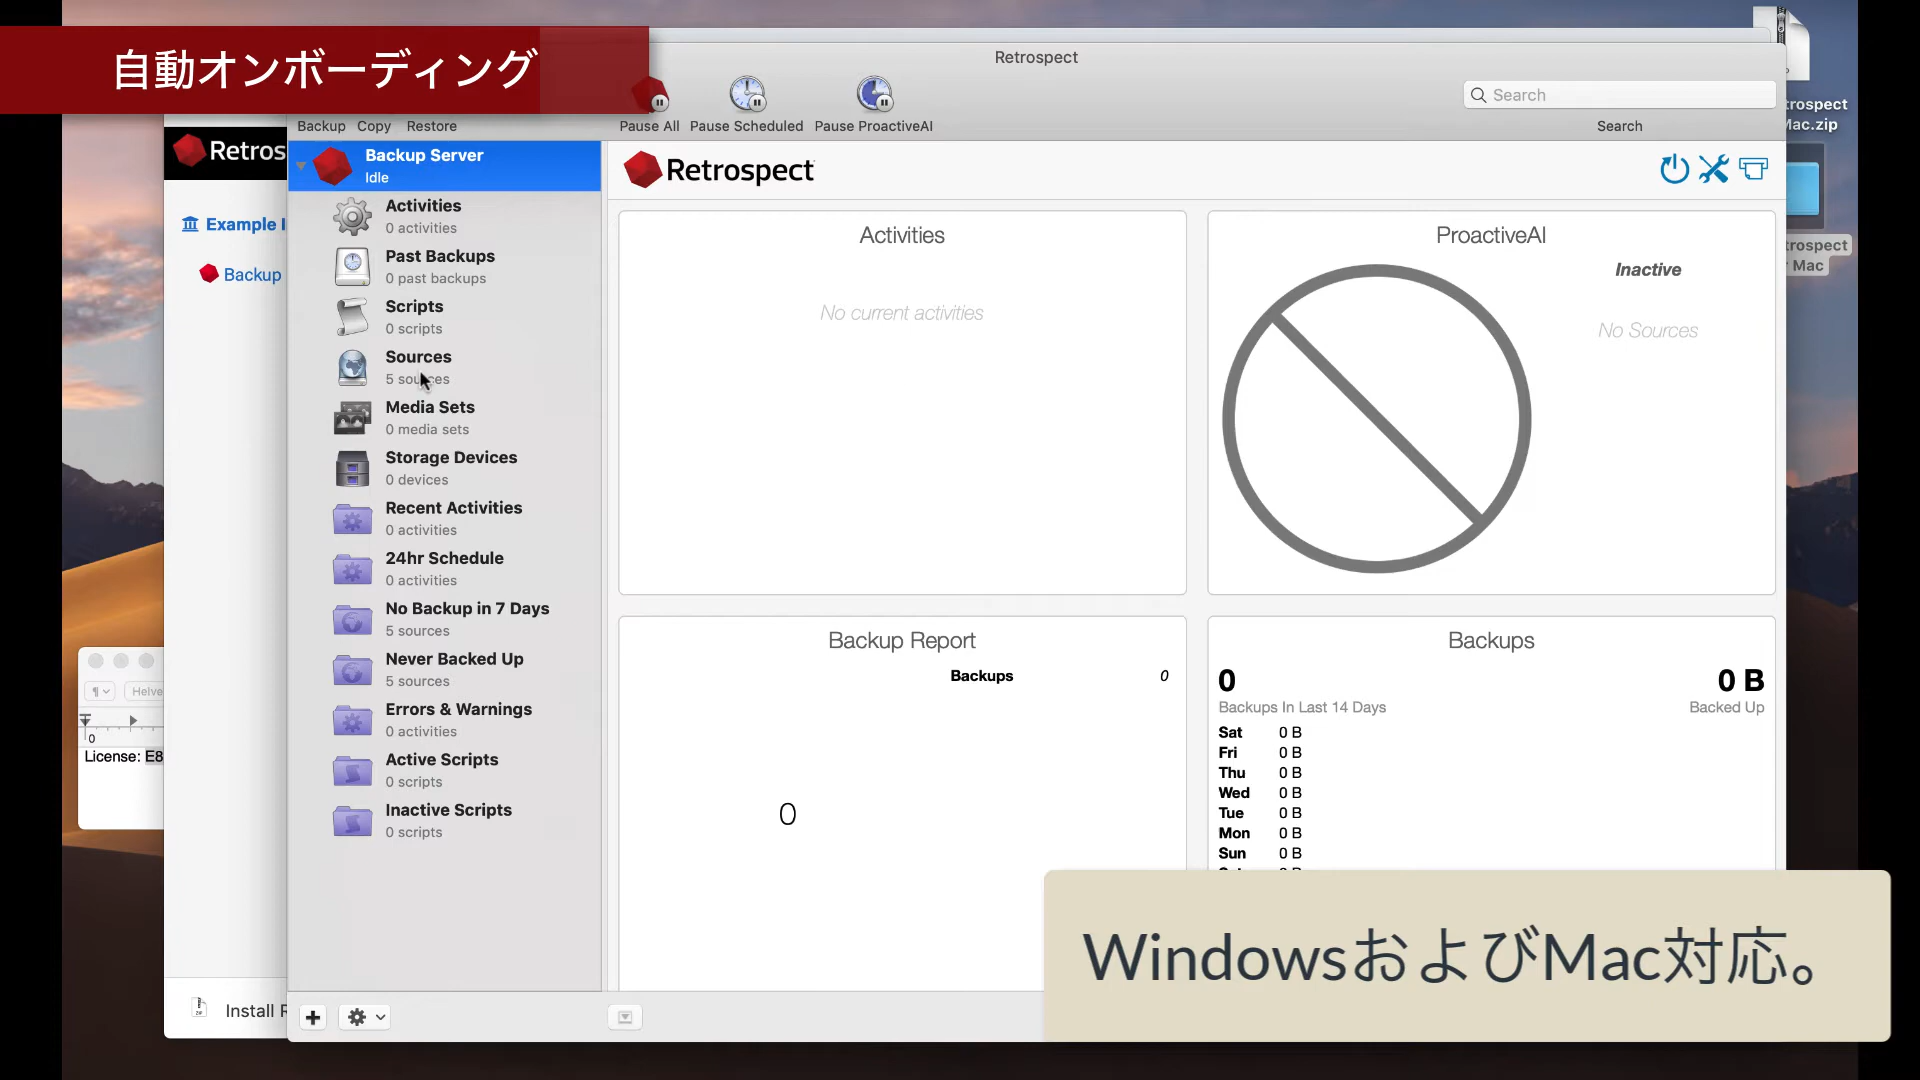 自動オンボーディング
Retrospect
Search
Backup
Copy
Restore
Pause All
Pause Scheduled
Pause ProactiveAI
Search
Retros
Example I
Backup
Backup Server
Idle
Activities
0 activities
Past Backups
0 past backups
Scripts
0 scripts
Sources
5 sources
Media Sets
0 media sets
Storage Devices
0 devices
Recent Activities
0 activities
24hr Schedule
0 activities
No Backup in 7 Days
5 sources
Never Backed Up
5 sources
Errors & Warnings
0 activities
Active Scripts
0 scripts
Inactive Scripts
0 scripts
Retrospect
Activities
No current activities
ProactiveAI
Inactive
No Sources
Backup Report
Backups 0
0
Backups
0 0 B
Backups In Last 14 Days Backed Up
Sat 0 B
Fri 0 B
Thu 0 B
Wed 0 B
Tue 0 B
Mon 0 B
Sun 0 B
trospect
Mac.zip
trospect
Mac
Helve
0
License: E8
Install R
WindowsおよびMac対応。